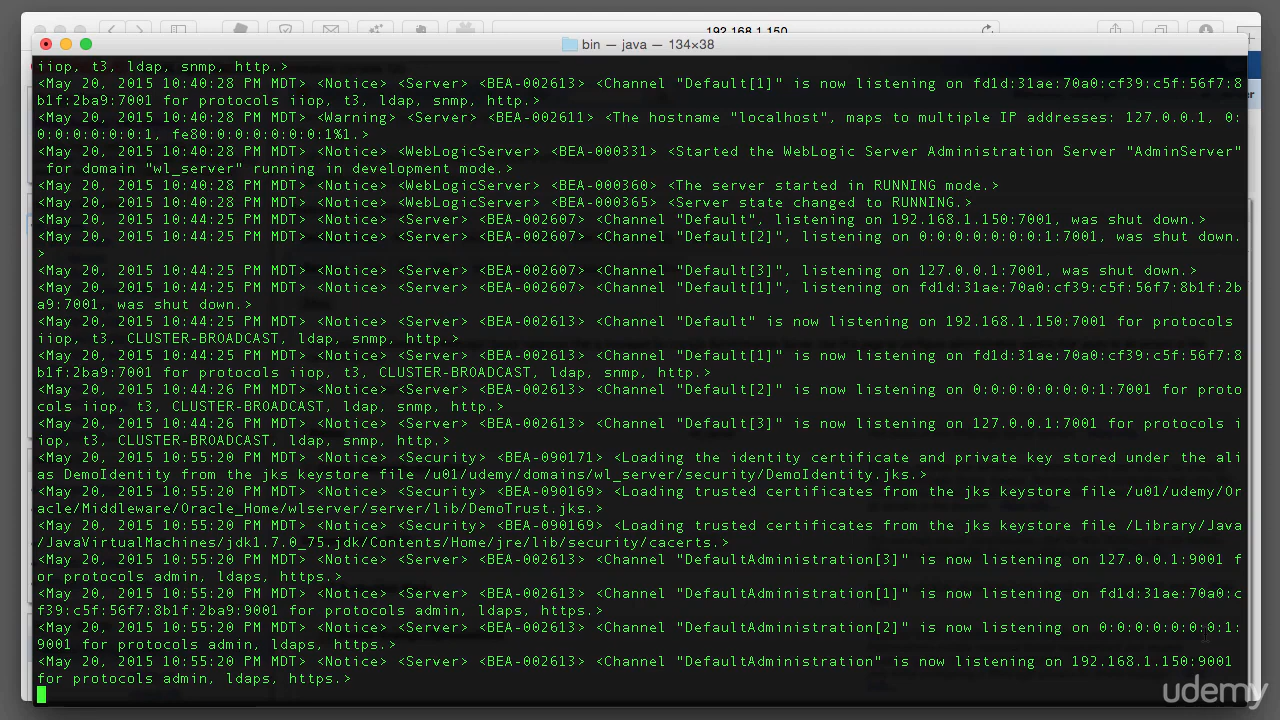 192.168.1.150
bin — java — 134×38
iiop, t3, ldap, snmp, http.>
<May 20, 2015 10:40:28 PM MDT> <Notice> <Server> <BEA-002613> <Channel "Default[1]" is now listening on fd1d:31ae:70a0:cf39:c5f:56f7:8
b1f:2ba9:7001 for protocols iiop, t3, ldap, snmp, http.>
<May 20, 2015 10:40:28 PM MDT> <Warning> <Server> <BEA-002611> <The hostname "localhost", maps to multiple IP addresses: 127.0.0.1, 0:
0:0:0:0:0:0:1, fe80:0:0:0:0:0:0:1%1.>
<May 20, 2015 10:40:28 PM MDT> <Notice> <WebLogicServer> <BEA-000331> <Started the WebLogic Server Administration Server "AdminServer"
for domain "wl_server" running in development mode.>
<May 20, 2015 10:40:28 PM MDT> <Notice> <WebLogicServer> <BEA-000360> <The server started in RUNNING mode.>
<May 20, 2015 10:40:28 PM MDT> <Notice> <WebLogicServer> <BEA-000365> <Server state changed to RUNNING.>
<May 20, 2015 10:44:25 PM MDT> <Notice> <Server> <BEA-002607> <Channel "Default", listening on 192.168.1.150:7001, was shut down.>
<May 20, 2015 10:44:25 PM MDT> <Notice> <Server> <BEA-002607> <Channel "Default[2]", listening on 0:0:0:0:0:0:0:1:7001, was shut down.
>
<May 20, 2015 10:44:25 PM MDT> <Notice> <Server> <BEA-002607> <Channel "Default[3]", listening on 127.0.0.1:7001, was shut down.>
<May 20, 2015 10:44:25 PM MDT> <Notice> <Server> <BEA-002607> <Channel "Default[1]", listening on fd1d:31ae:70a0:cf39:c5f:56f7:8b1f:2b
a9:7001, was shut down.>
<May 20, 2015 10:44:25 PM MDT> <Notice> <Server> <BEA-002613> <Channel "Default" is now listening on 192.168.1.150:7001 for protocols
iiop, t3, CLUSTER-BROADCAST, ldap, snmp, http.>
<May 20, 2015 10:44:25 PM MDT> <Notice> <Server> <BEA-002613> <Channel "Default[1]" is now listening on fd1d:31ae:70a0:cf39:c5f:56f7:8
b1f:2ba9:7001 for protocols iiop, t3, CLUSTER-BROADCAST, ldap, snmp, http.>
<May 20, 2015 10:44:26 PM MDT> <Notice> <Server> <BEA-002613> <Channel "Default[2]" is now listening on 0:0:0:0:0:0:0:1:7001 for proto
cols iiop, t3, CLUSTER-BROADCAST, ldap, snmp, http.>
<May 20, 2015 10:44:26 PM MDT> <Notice> <Server> <BEA-002613> <Channel "Default[3]" is now listening on 127.0.0.1:7001 for protocols i
iop, t3, CLUSTER-BROADCAST, ldap, snmp, http.>
<May 20, 2015 10:55:20 PM MDT> <Notice> <Security> <BEA-090171> <Loading the identity certificate and private key stored under the ali
as DemoIdentity from the jks keystore file /u01/udemy/domains/wl_server/security/DemoIdentity.jks.>
<May 20, 2015 10:55:20 PM MDT> <Notice> <Security> <BEA-090169> <Loading trusted certificates from the jks keystore file /u01/udemy/Or
acle/Middleware/Oracle_Home/wlserver/server/lib/DemoTrust.jks.>
<May 20, 2015 10:55:20 PM MDT> <Notice> <Security> <BEA-090169> <Loading trusted certificates from the jks keystore file /Library/Java
/JavaVirtualMachines/jdk1.7.0_75.jdk/Contents/Home/jre/lib/security/cacerts.>
<May 20, 2015 10:55:20 PM MDT> <Notice> <Server> <BEA-002613> <Channel "DefaultAdministration[3]" is now listening on 127.0.0.1:9001 f
or protocols admin, ldaps, https.>
<May 20, 2015 10:55:20 PM MDT> <Notice> <Server> <BEA-002613> <Channel "DefaultAdministration[1]" is now listening on fd1d:31ae:70a0:c
f39:c5f:56f7:8b1f:2ba9:9001 for protocols admin, ldaps, https.>
<May 20, 2015 10:55:20 PM MDT> <Notice> <Server> <BEA-002613> <Channel "DefaultAdministration[2]" is now listening on 0:0:0:0:0:0:0:1:
9001 for protocols admin, ldaps, https.>
<May 20, 2015 10:55:20 PM MDT> <Notice> <Server> <BEA-002613> <Channel "DefaultAdministration" is now listening on 192.168.1.150:9001
for protocols admin, ldaps, https.>
udemy